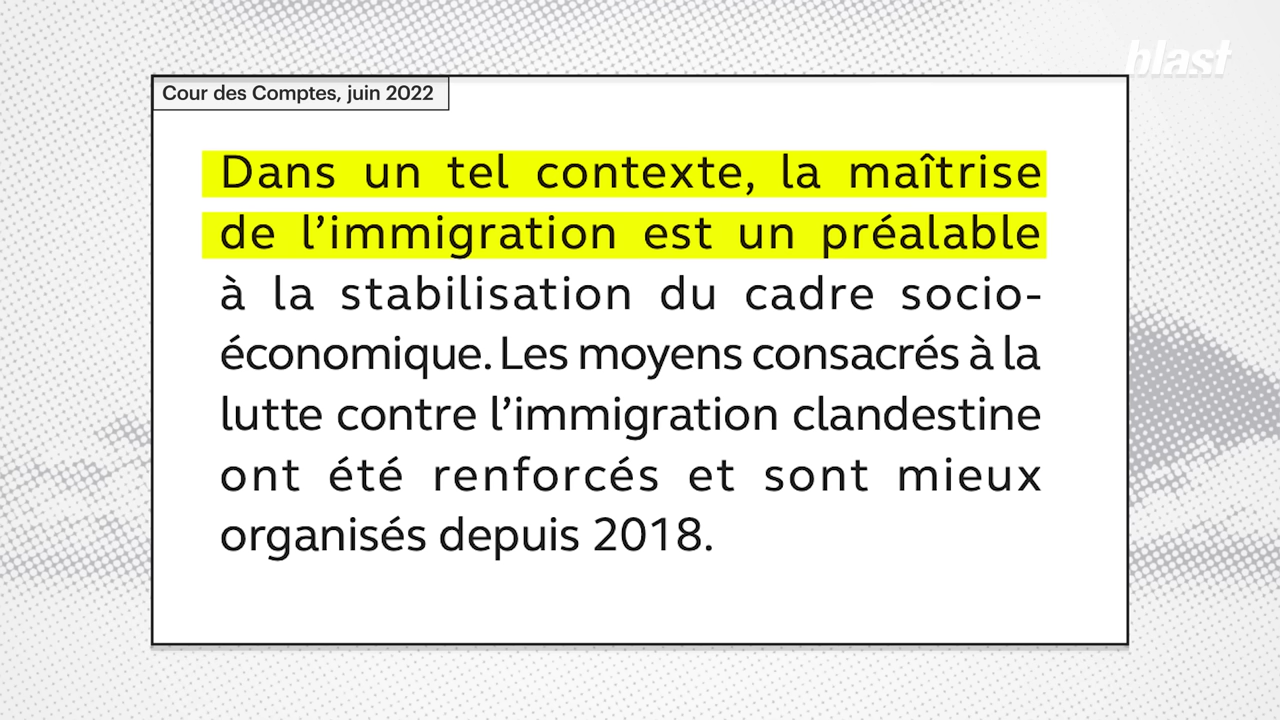 blast
Cour des Comptes, juin 2022
Dans un tel contexte, la maîtrise
de l’immigration est un préalable
à la stabilisation du cadre socio-
économique. Les moyens consacrés à la
lutte contre l’immigration clandestine
ont été renforcés et sont mieux
organisés depuis 2018.